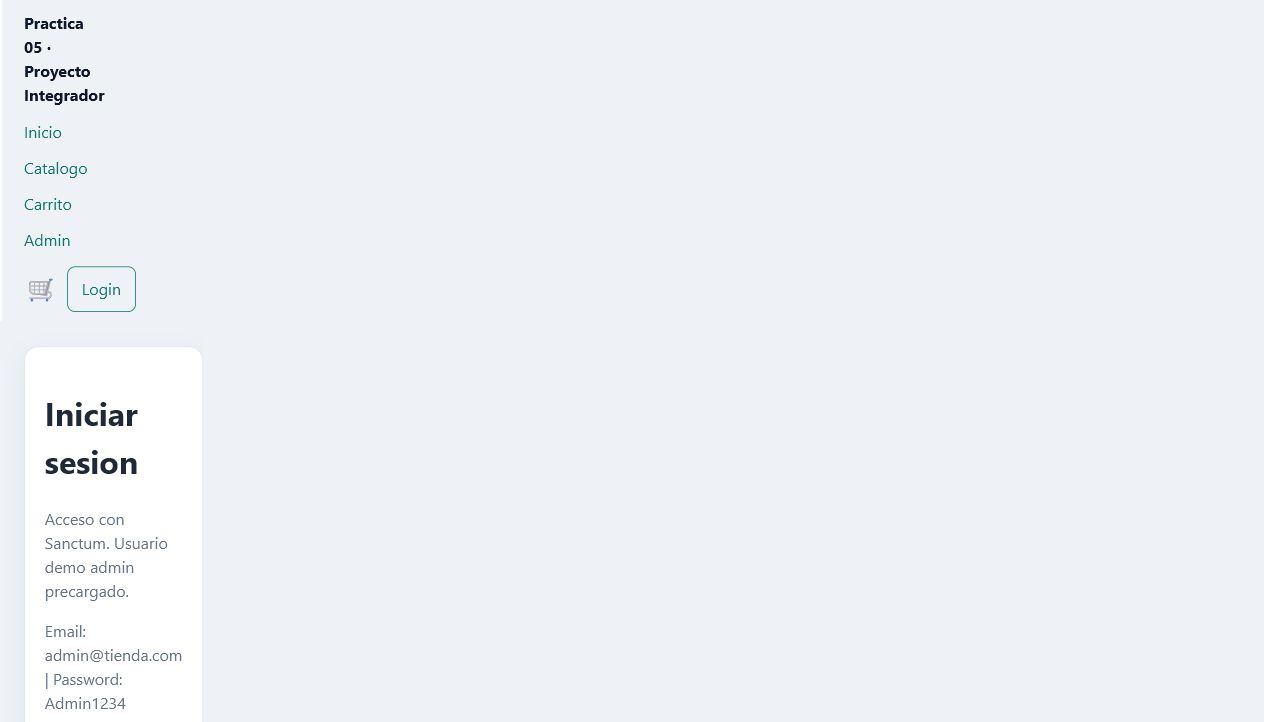 Practica
05 ·
Proyecto
Integrador
Inicio
Catalogo
Carrito
Admin
Login
Iniciar
sesion
Acceso con
Sanctum. Usuario
demo admin
precargado.
Email:
admin@tienda.com
| Password:
Admin1234